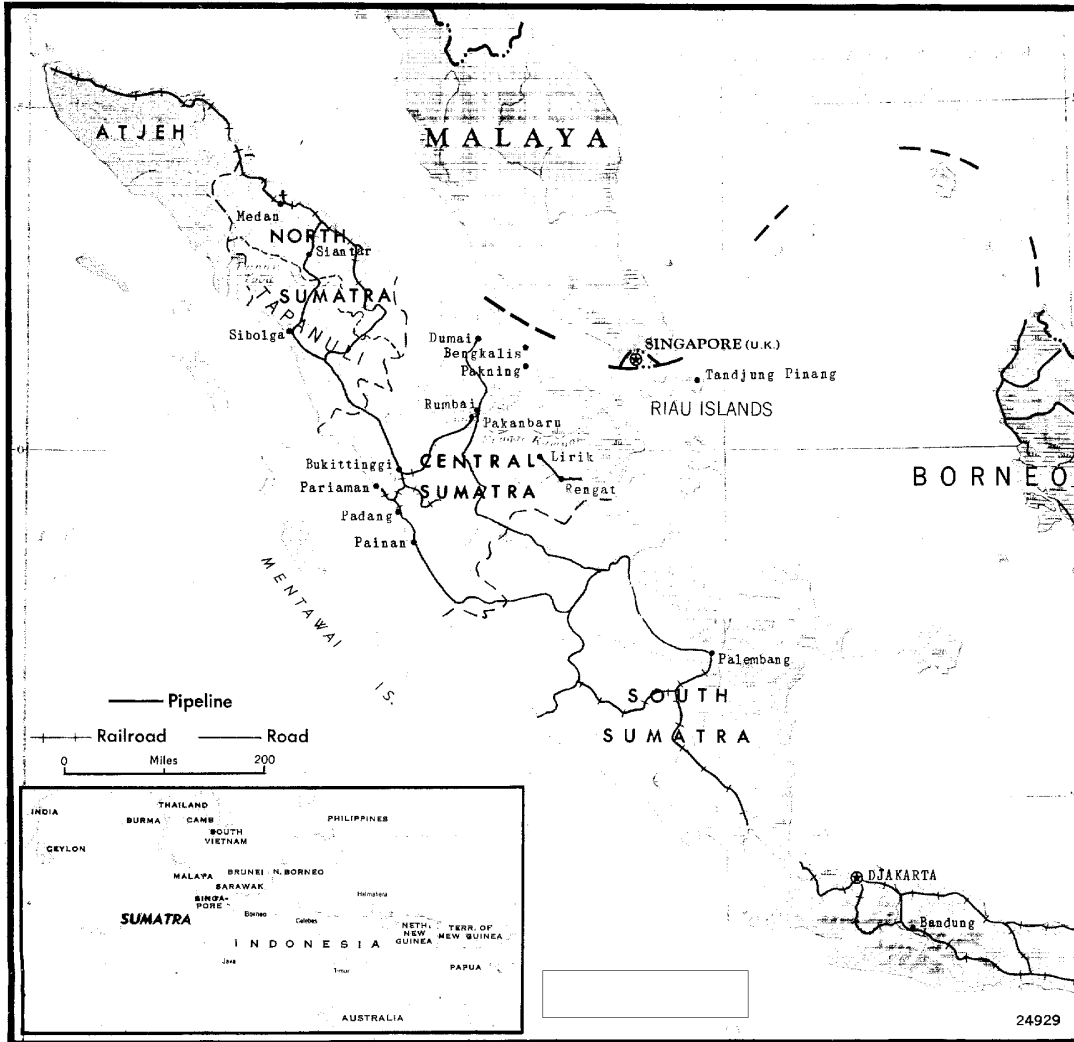 5
ATJEH
MALAYA
Medan
NORTH
Siantar
SUMATRA
TAPANULI
Sibolga
Dumai
Bengkalis
Pakning
SINGAPORE (U.K.)
Tandjung Pinang
RIAU ISLANDS
Rumbai
Pakanbaru
0
Bukittinggi
CENTRAL
Lirik
BORNEO
Pariaman
SUMATRA
Rengat
Padang
Painan
MENTAWAI IS.
Palembang
SOUTH
SUMATRA
Pipeline
Railroad
Road
0 Miles 200
INDIA
THAILAND
BURMA
CAMB
PHILIPPINES
SOUTH
VIETNAM
CEYLON
MALAYA
BRUNEI
N. BORNEO
SARAWAK
SINGA-
PORE
Halmahera
SUMATRA
Borneo
Celebes
INDONESIA
NETH.
NEW
GUINEA
TERR. OF
NEW GUINEA
Java
Timur
PAPUA
AUSTRALIA
DJAKARTA
Bandung
24929